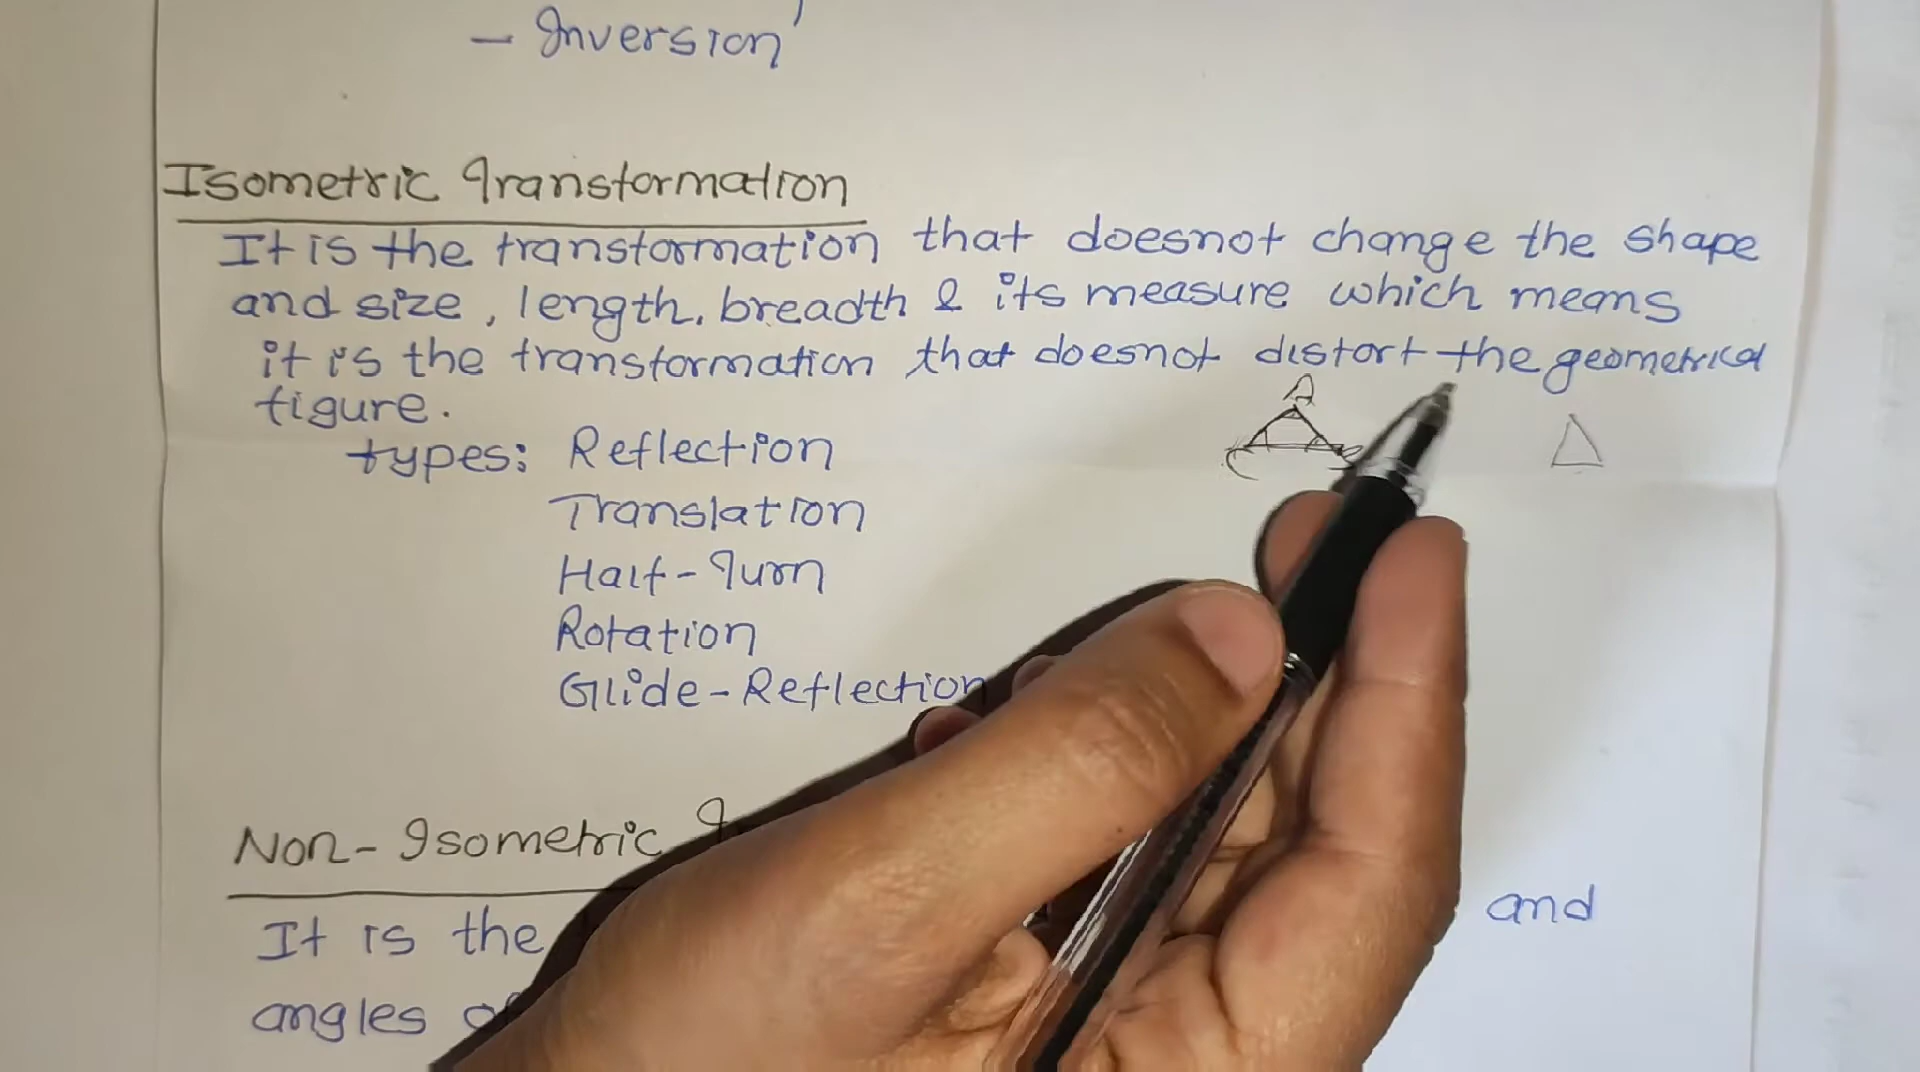 - Inversion
Isometric Transformation
It is the transformation that doesnot change the shape
and size, length, breadth & its measure which means
it is the transformation that doesnot distort the geometrical
figure.
types: Reflection
Translation
Half-Turn
Rotation
Glide-Reflection
A
C
Non-Isometric
It is the
and
angles